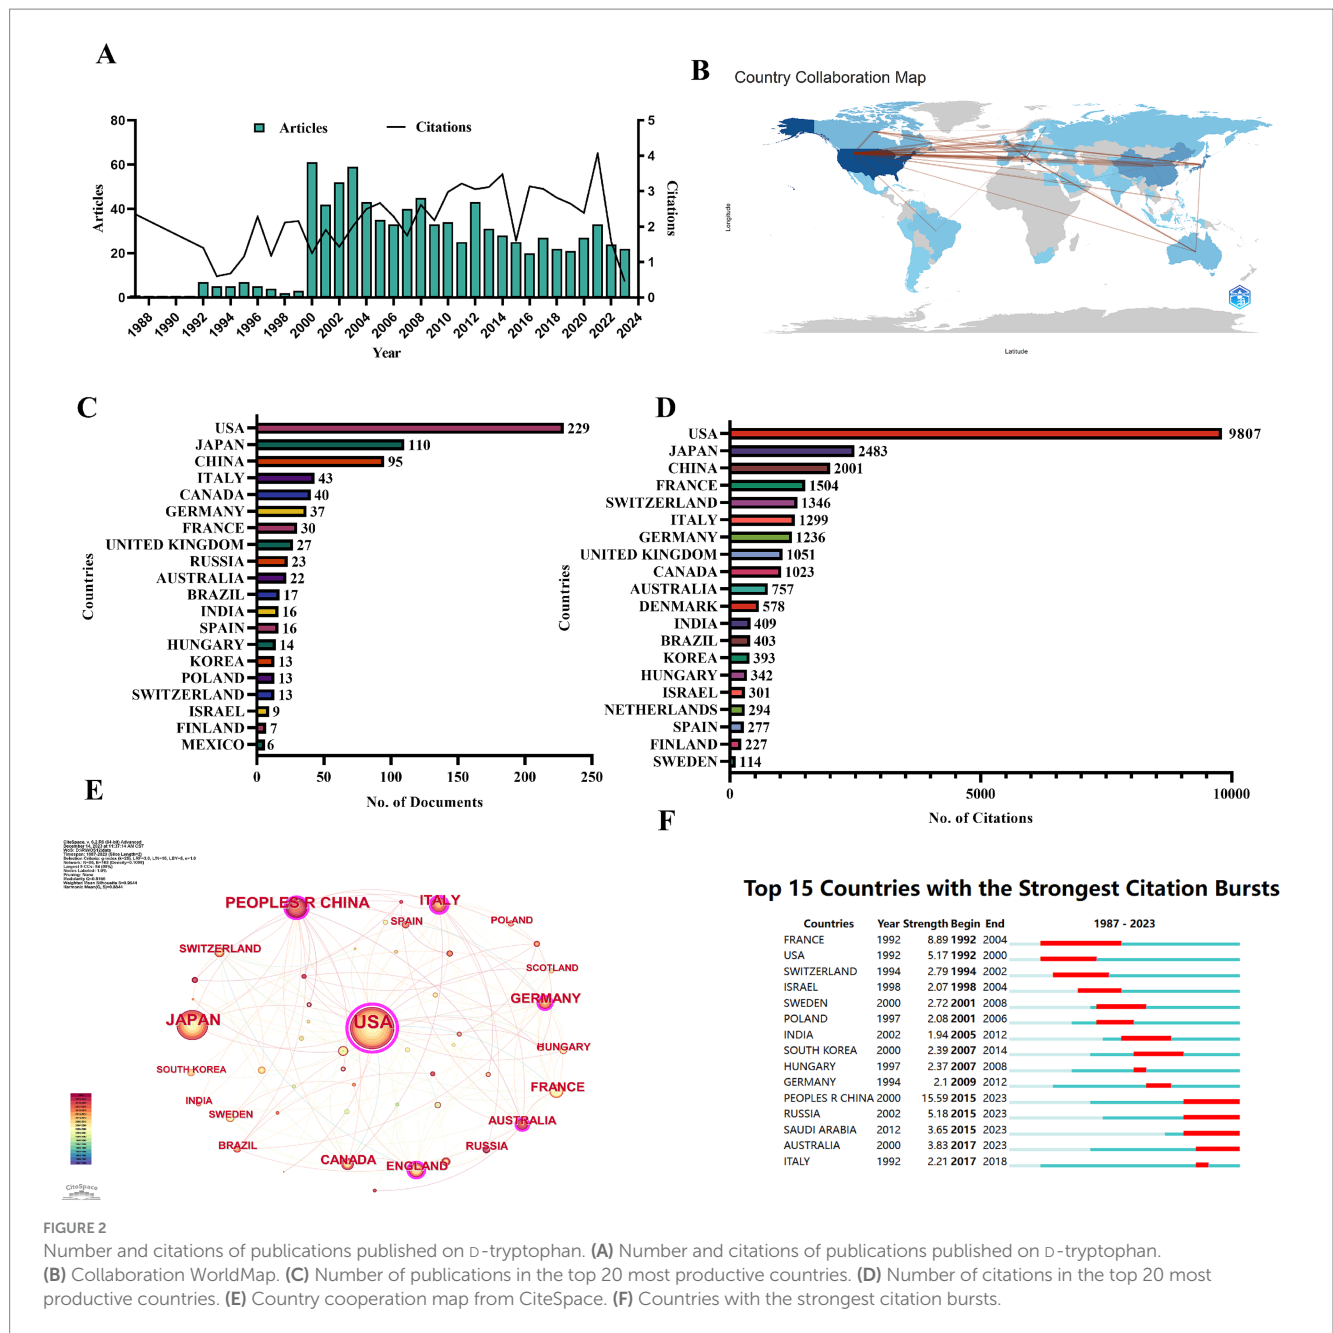 A
Articles
Citations
80
60
40
20
0
5
4
3
2
1
0
Articles
Citations
1988
1990
1992
1994
1996
1998
2000
2002
2004
2006
2008
2010
2012
2014
2016
2018
2020
2022
2024
Year
B
Country Collaboration Map
Longitude
Latitude
C
Countries
USA 229
JAPAN 110
CHINA 95
ITALY 43
CANADA 40
GERMANY 37
FRANCE 30
UNITED KINGDOM 27
RUSSIA 23
AUSTRALIA 22
BRAZIL 17
INDIA 16
SPAIN 16
HUNGARY 14
KOREA 13
POLAND 13
SWITZERLAND 13
ISRAEL 9
FINLAND 7
MEXICO 6
0 50 100 150 200 250
No. of Documents
D
Countries
USA 9807
JAPAN 2483
CHINA 2001
FRANCE 1504
SWITZERLAND 1346
ITALY 1299
GERMANY 1236
UNITED KINGDOM 1051
CANADA 1023
AUSTRALIA 757
DENMARK 578
INDIA 409
BRAZIL 403
KOREA 393
HUNGARY 342
ISRAEL 301
NETHERLANDS 294
SPAIN 277
FINLAND 227
SWEDEN 114
0 5000 10000
No. of Citations
E
PEOPLES R CHINA
ITALY
SPAIN
POLAND
SWITZERLAND
SCOTLAND
GERMANY
JAPAN
USA
HUNGARY
SOUTH KOREA
FRANCE
INDIA
SWEDEN
AUSTRALIA
BRAZIL
RUSSIA
CANADA
ENGLAND
CiteSpace
F
Top 15 Countries with the Strongest Citation Bursts
Countries Year Strength Begin End 1987 - 2023
FRANCE 1992 8.89 1992 2004
USA 1992 5.17 1992 2000
SWITZERLAND 1994 2.79 1994 2002
ISRAEL 1998 2.07 1998 2004
SWEDEN 2000 2.72 2001 2008
POLAND 1997 2.08 2001 2006
INDIA 2002 1.94 2005 2012
SOUTH KOREA 2000 2.39 2007 2014
HUNGARY 1997 2.37 2007 2008
GERMANY 1994 2.1 2009 2012
PEOPLES R CHINA 2000 15.59 2015 2023
RUSSIA 2002 5.18 2015 2023
SAUDI ARABIA 2012 3.65 2015 2023
AUSTRALIA 2000 3.83 2017 2023
ITALY 1992 2.21 2017 2018
FIGURE 2
Number and citations of publications published on D-tryptophan. (A) Number and citations of publications published on D-tryptophan.
(B) Collaboration WorldMap. (C) Number of publications in the top 20 most productive countries. (D) Number of citations in the top 20 most
productive countries. (E) Country cooperation map from CiteSpace. (F) Countries with the strongest citation bursts.